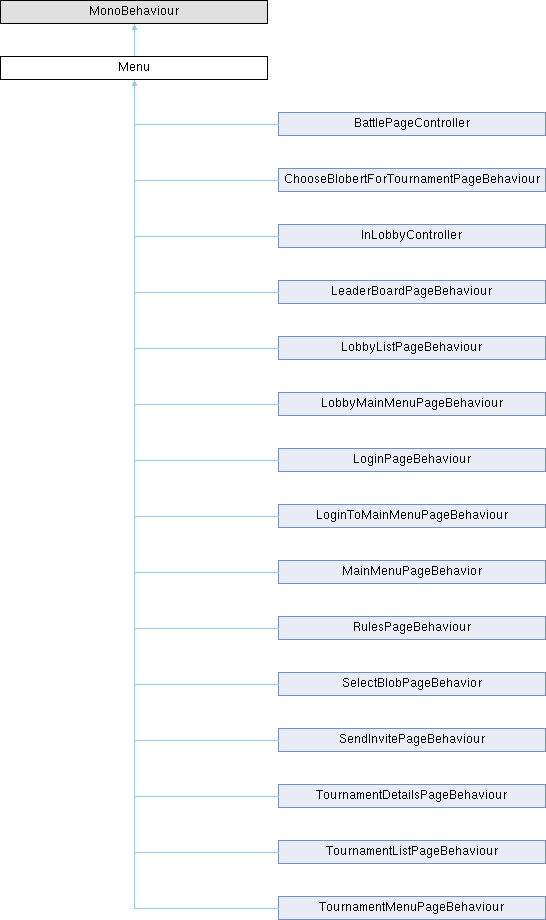 MonoBehaviour
Menu
BattlePageController
ChooseBlobertForTournamentPageBehaviour
InLobbyController
LeaderBoardPageBehaviour
LobbyListPageBehaviour
LobbyMainMenuPageBehaviour
LoginPageBehaviour
LoginToMainMenuPageBehaviour
MainMenuPageBehavior
RulesPageBehaviour
SelectBlobPageBehavior
SendInvitePageBehaviour
TournamentDetailsPageBehaviour
TournamentListPageBehaviour
TournamentMenuPageBehaviour